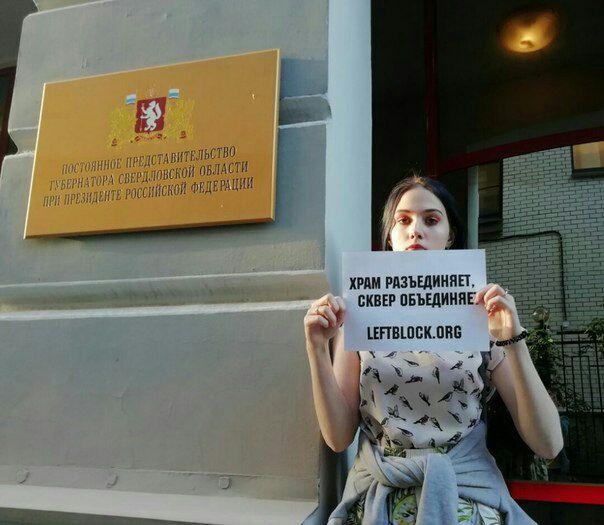 ПОСТОЯННОЕ ПРЕДСТАВИТЕЛЬСТВО
ГУБЕРНАТОРА СВЕРДЛОВСКОЙ ОБЛАСТИ
ПРИ ПРЕЗИДЕНТЕ РОССИЙСКОЙ ФЕДЕРАЦИИ
ХРАМ РАЗЪЕДИНЯЕТ,
СКВЕР ОБЪЕДИНЯЕТ
LEFTBLOCK.ORG